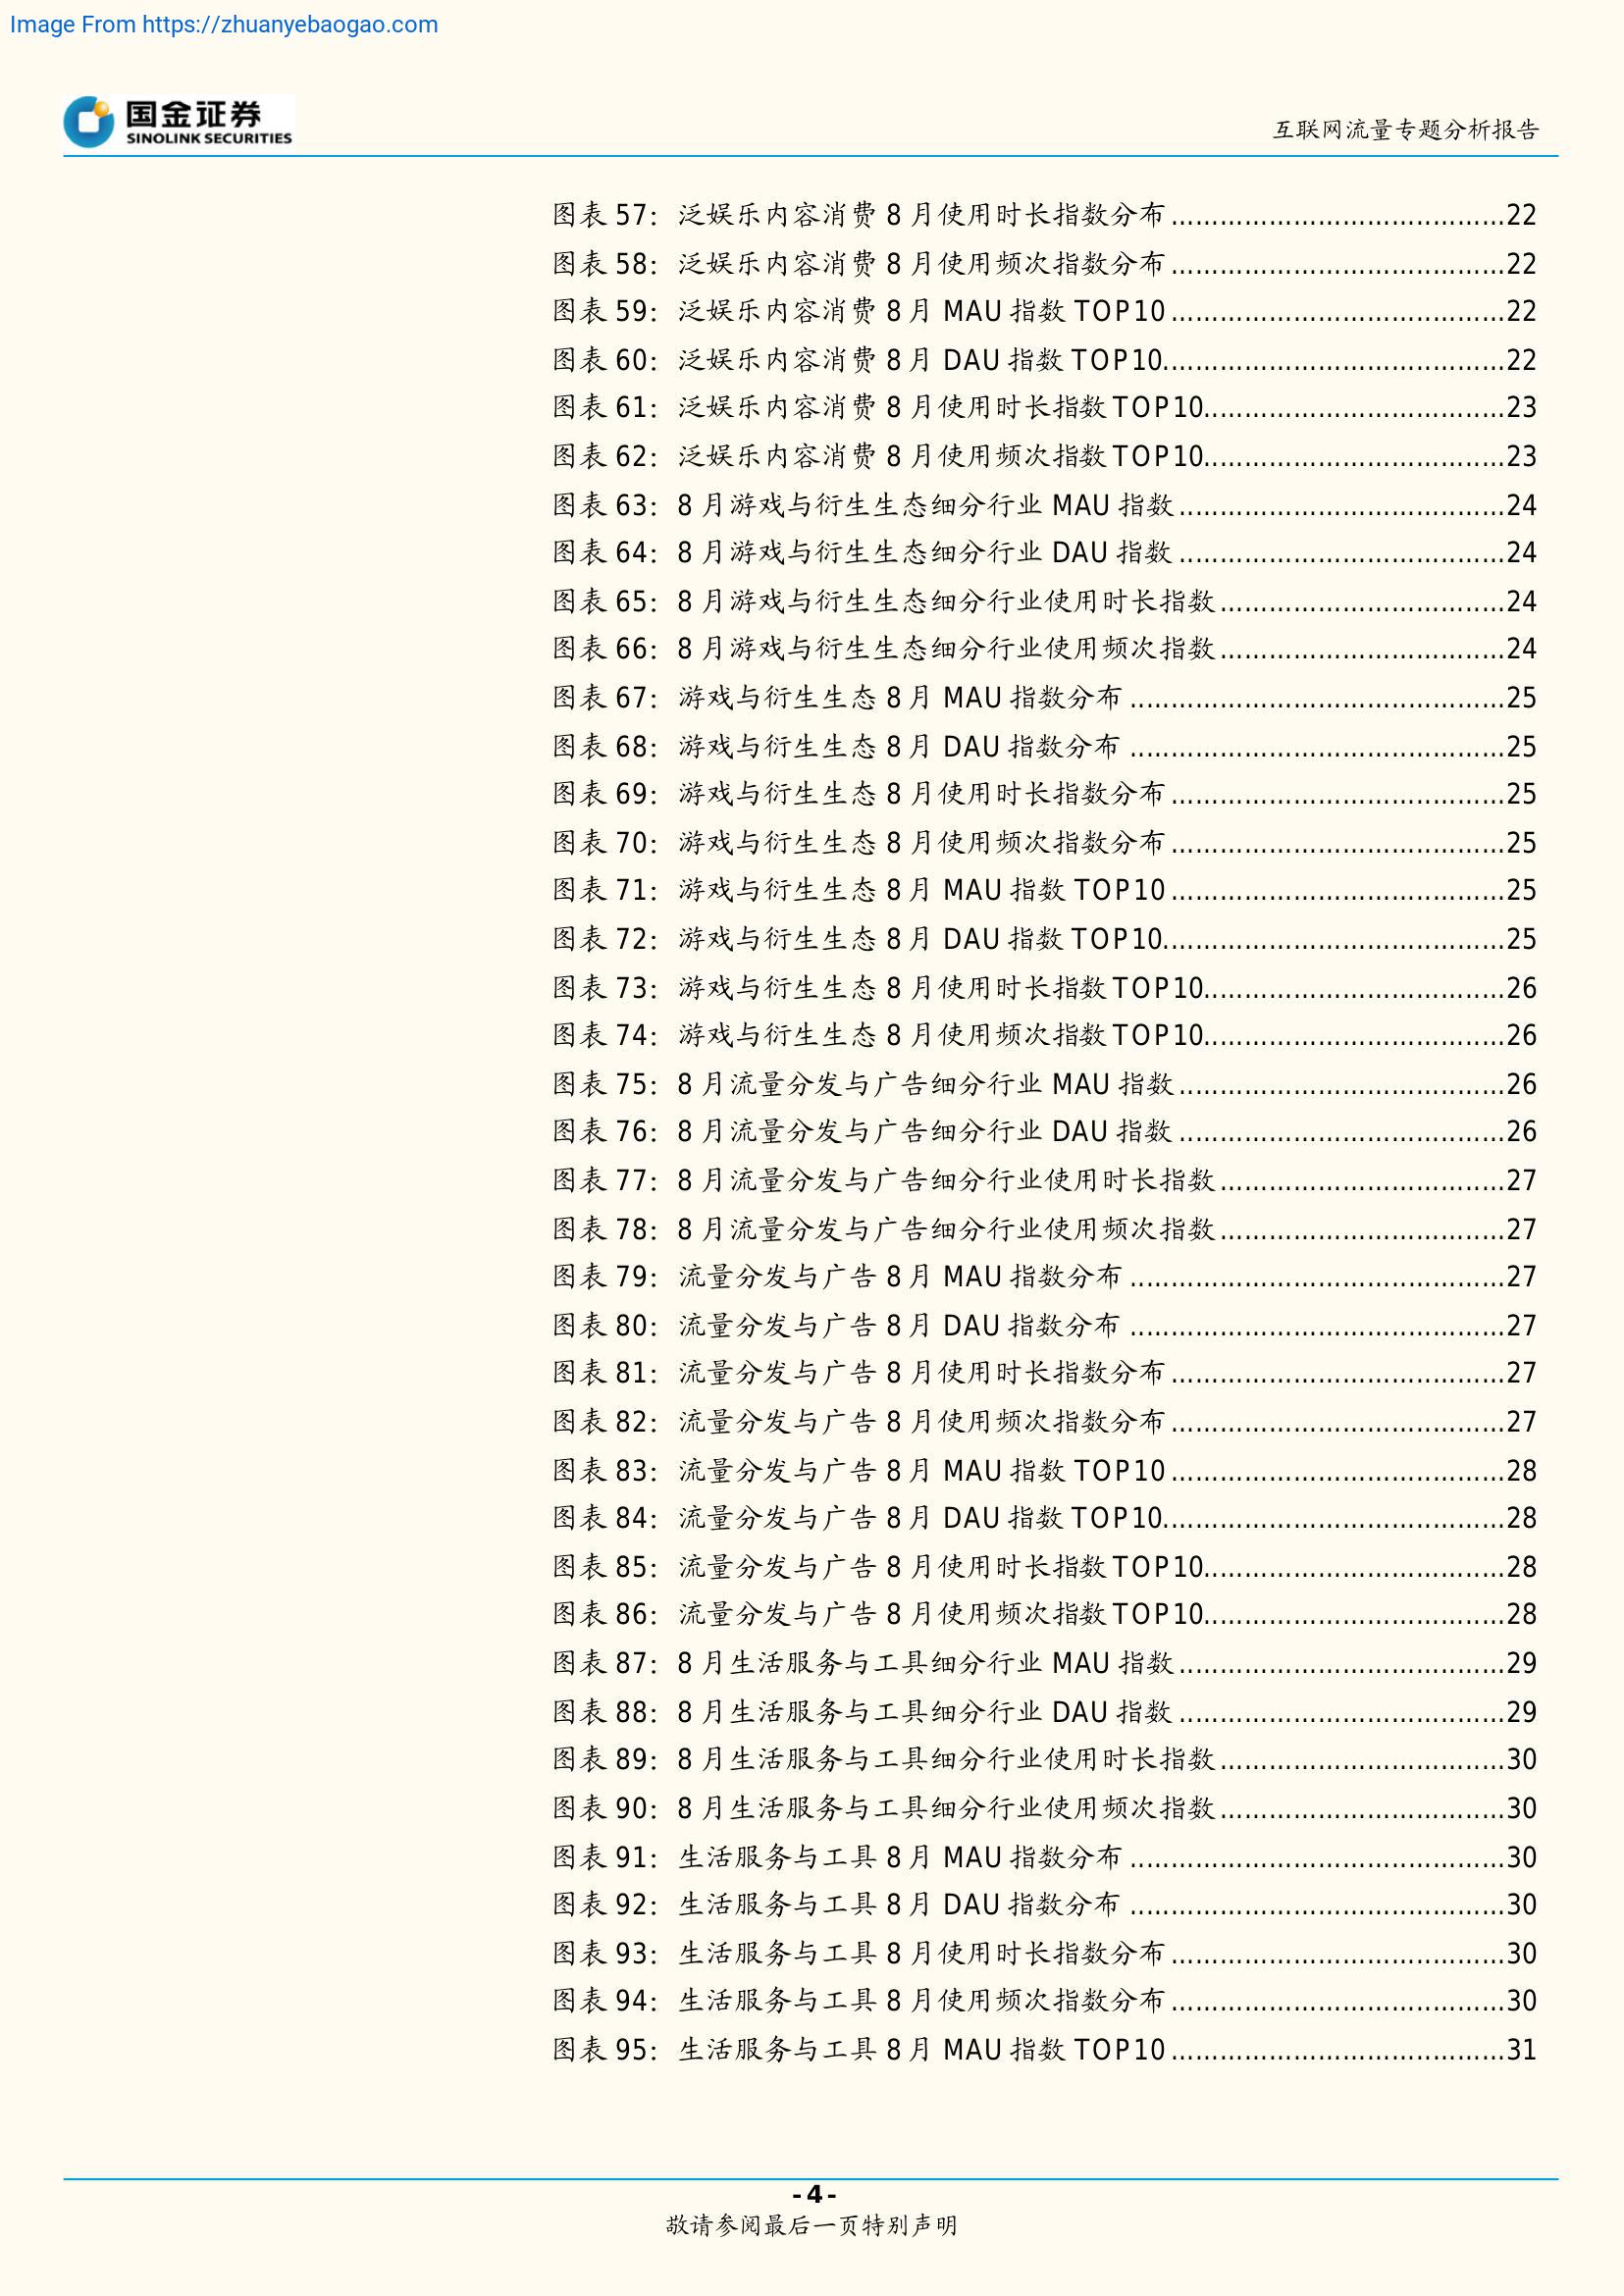 Image From https://zhuanyebaogao.com
国金证券
SINOLINK SECURITIES
互联网流量专题分析报告
图表 57：泛娱乐内容消费 8 月使用时长指数分布........................................22
图表 58：泛娱乐内容消费 8 月使用频次指数分布........................................22
图表 59：泛娱乐内容消费 8 月 MAU 指数 TOP10........................................22
图表 60：泛娱乐内容消费 8 月 DAU 指数 TOP10........................................22
图表 61：泛娱乐内容消费 8 月使用时长指数 TOP10....................................23
图表 62：泛娱乐内容消费 8 月使用频次指数 TOP10....................................23
图表 63：8 月游戏与衍生生态细分行业 MAU 指数.......................................24
图表 64：8 月游戏与衍生生态细分行业 DAU 指数.......................................24
图表 65：8 月游戏与衍生生态细分行业使用时长指数..................................24
图表 66：8 月游戏与衍生生态细分行业使用频次指数..................................24
图表 67：游戏与衍生生态 8 月 MAU 指数分布.............................................25
图表 68：游戏与衍生生态 8 月 DAU 指数分布.............................................25
图表 69：游戏与衍生生态 8 月使用时长指数分布........................................25
图表 70：游戏与衍生生态 8 月使用频次指数分布........................................25
图表 71：游戏与衍生生态 8 月 MAU 指数 TOP10........................................25
图表 72：游戏与衍生生态 8 月 DAU 指数 TOP10........................................25
图表 73：游戏与衍生生态 8 月使用时长指数 TOP10....................................26
图表 74：游戏与衍生生态 8 月使用频次指数 TOP10....................................26
图表 75：8 月流量分发与广告细分行业 MAU 指数.......................................26
图表 76：8 月流量分发与广告细分行业 DAU 指数.......................................26
图表 77：8 月流量分发与广告细分行业使用时长指数..................................27
图表 78：8 月流量分发与广告细分行业使用频次指数..................................27
图表 79：流量分发与广告 8 月 MAU 指数分布.............................................27
图表 80：流量分发与广告 8 月 DAU 指数分布.............................................27
图表 81：流量分发与广告 8 月使用时长指数分布........................................27
图表 82：流量分发与广告 8 月使用频次指数分布........................................27
图表 83：流量分发与广告 8 月 MAU 指数 TOP10........................................28
图表 84：流量分发与广告 8 月 DAU 指数 TOP10........................................28
图表 85：流量分发与广告 8 月使用时长指数 TOP10....................................28
图表 86：流量分发与广告 8 月使用频次指数 TOP10....................................28
图表 87：8 月生活服务与工具细分行业 MAU 指数.......................................29
图表 88：8 月生活服务与工具细分行业 DAU 指数.......................................29
图表 89：8 月生活服务与工具细分行业使用时长指数..................................30
图表 90：8 月生活服务与工具细分行业使用频次指数..................................30
图表 91：生活服务与工具 8 月 MAU 指数分布.............................................30
图表 92：生活服务与工具 8 月 DAU 指数分布.............................................30
图表 93：生活服务与工具 8 月使用时长指数分布........................................30
图表 94：生活服务与工具 8 月使用频次指数分布........................................30
图表 95：生活服务与工具 8 月 MAU 指数 TOP10........................................31
- 4 -
敬请参阅最后一页特别声明